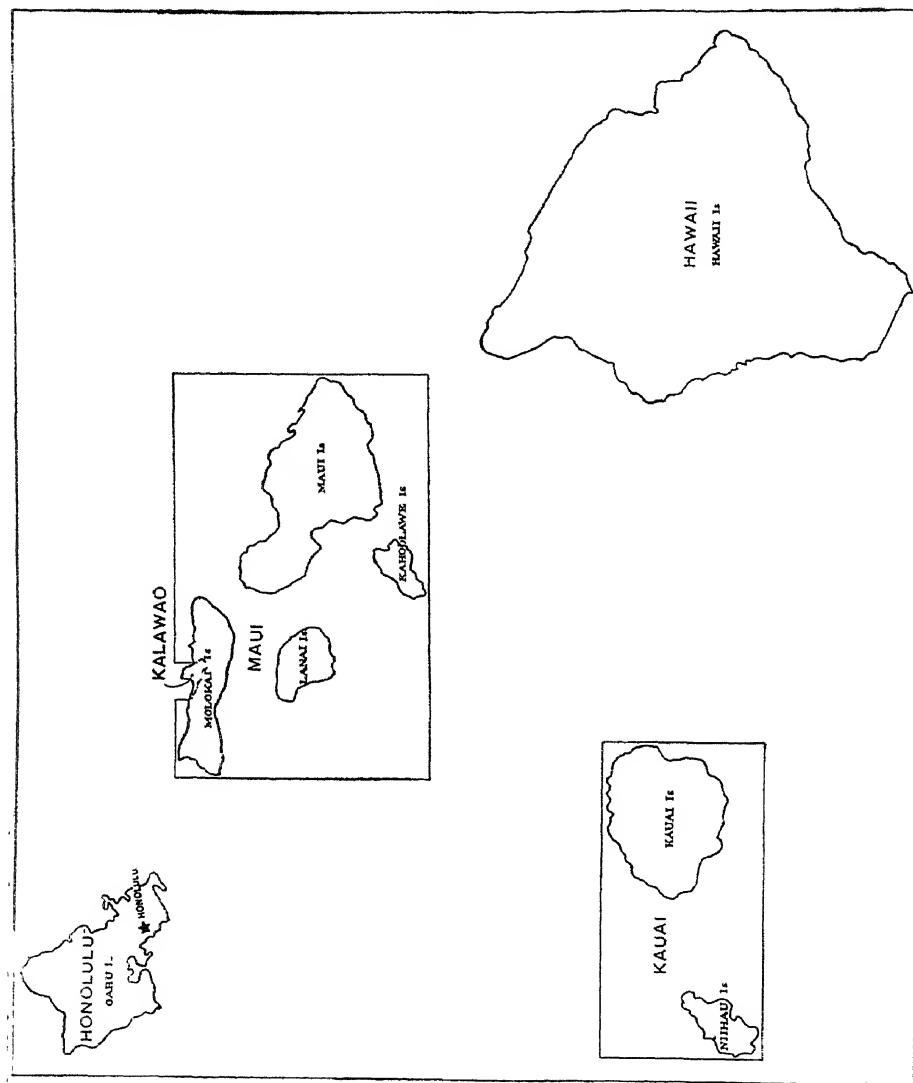 HONOLULU
OAHU I.
HONOLULU
KALAWAO
MOLOKAI Is
MAUI
LANAI Is
MAUI Is
KAHOOLAWE Is
KAUAI
NIIHAU Is
KAUAI Is
HAWAII
HAWAII Is